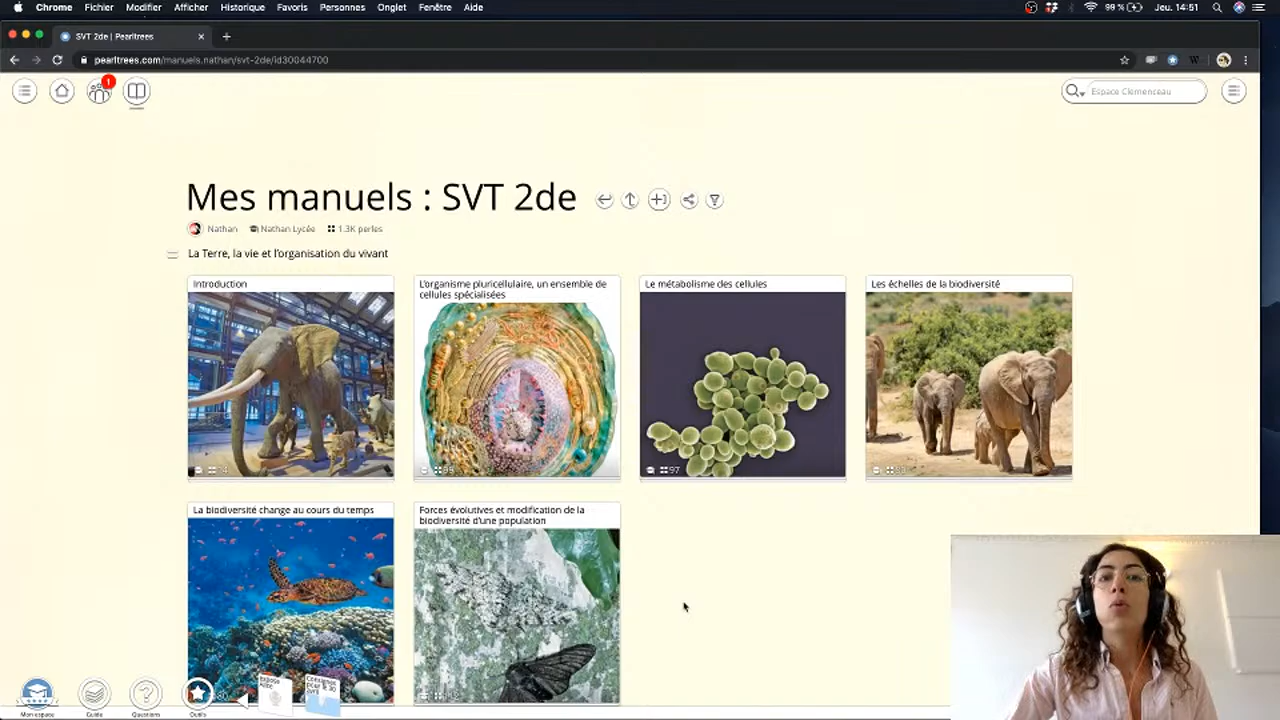 Chrome Fichier Modifier Afficher Historique Favoris Personnes Onglet Fenêtre Aide
99 % Jeu. 14:51
SVT 2de | Pearltrees
pearltrees.com/manuels.nathan/svt-2de/id30044700
1
Espace Clemenceau
Mes manuels : SVT 2de
Nathan Nathan Lycée 1.3K perles
La Terre, la vie et l'organisation du vivant
Introduction
L'organisme pluricellulaire, un ensemble de
cellules spécialisées
Le métabolisme des cellules
Les échelles de la biodiversité
97
La biodiversité change au cours du temps
Forces évolutives et modification de la
biodiversité d'une population
Mon espace
Guide
Questions
Outils